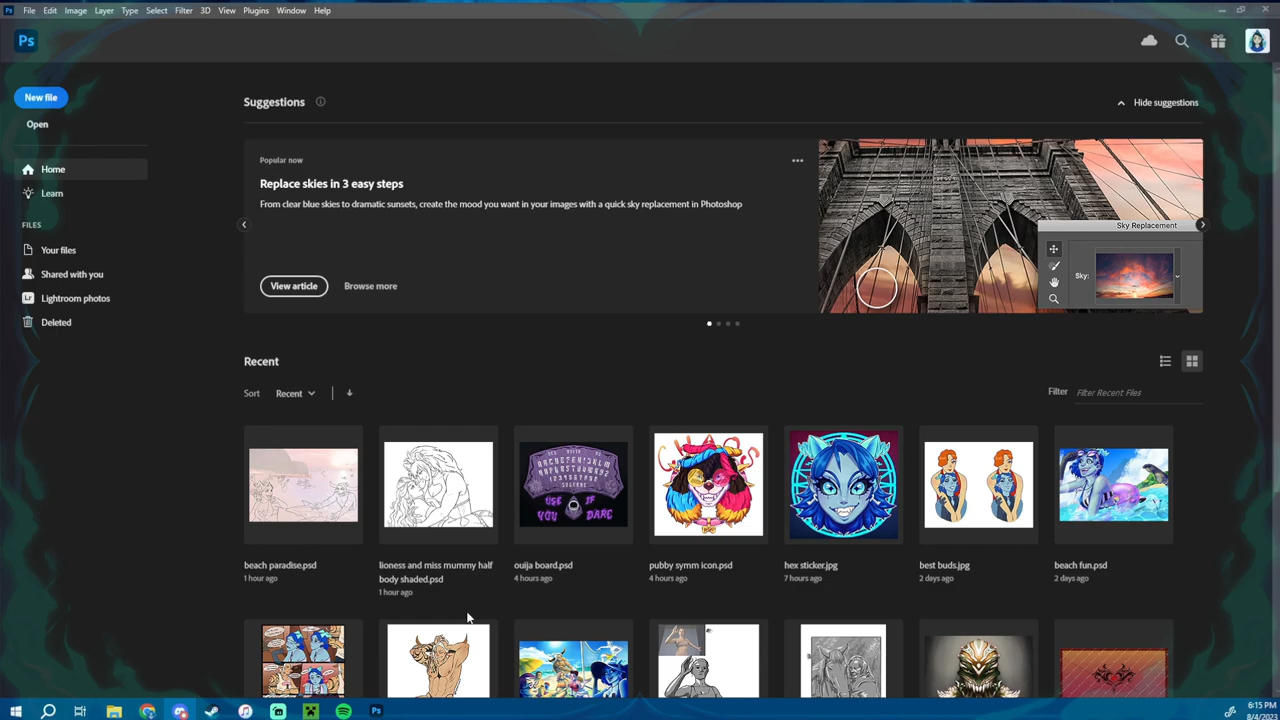 Ps File Edit Image Layer Type Select Filter 3D View Plugins Window Help
Ps
New file
Open
Home
Learn
FILES
Your files
Shared with you
Lr Lightroom photos
Deleted
Suggestions
Hide suggestions
Popular now
Replace skies in 3 easy steps
From clear blue skies to dramatic sunsets, create the mood you want in your images with a quick sky replacement in Photoshop
View article Browse more
Sky Replacement
Sky:
Recent
Sort Recent
Filter Filter Recent Files
ABCDEFGHIJKLM
NOPQRSTUVWXYZ
USE IF
YOU DARE
beach paradise.psd
1 hour ago
lioness and miss mummy half
body shaded.psd
1 hour ago
ouija board.psd
4 hours ago
pubby symm icon.psd
4 hours ago
hex sticker.jpg
7 hours ago
best buds.jpg
2 days ago
beach fun.psd
2 days ago
Ps
6:15 PM